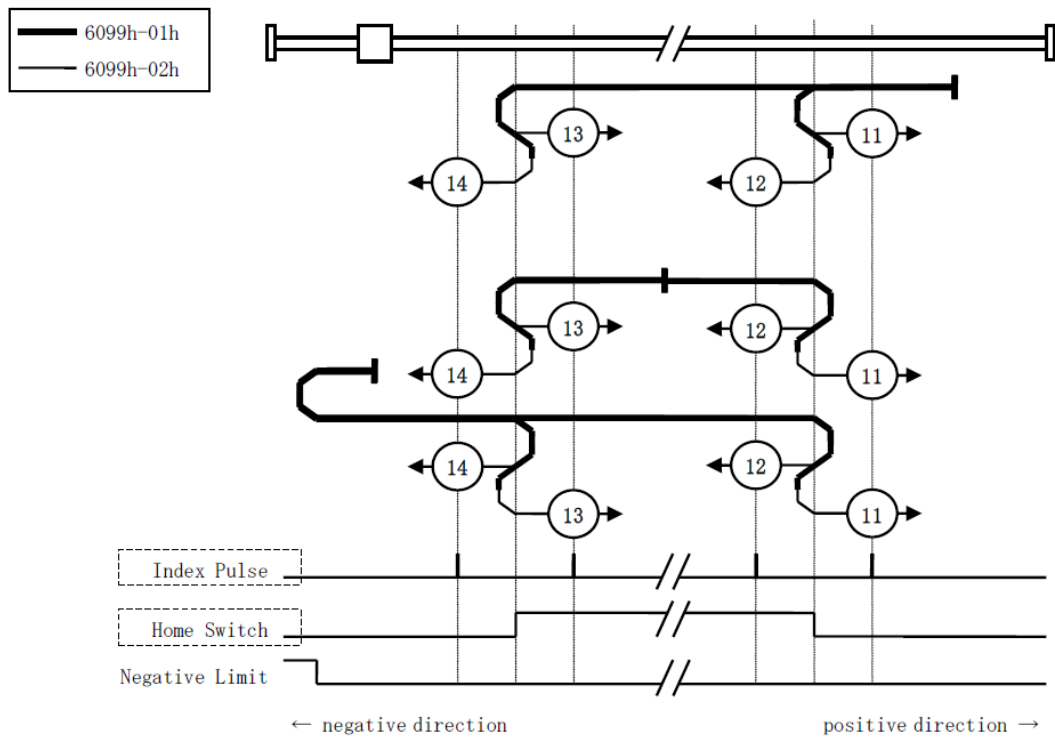 6099h-01h
6099h-02h
13
11
14
12
13
12
14
11
14
12
13
11
Index Pulse
Home Switch
Negative Limit
← negative direction
positive direction →